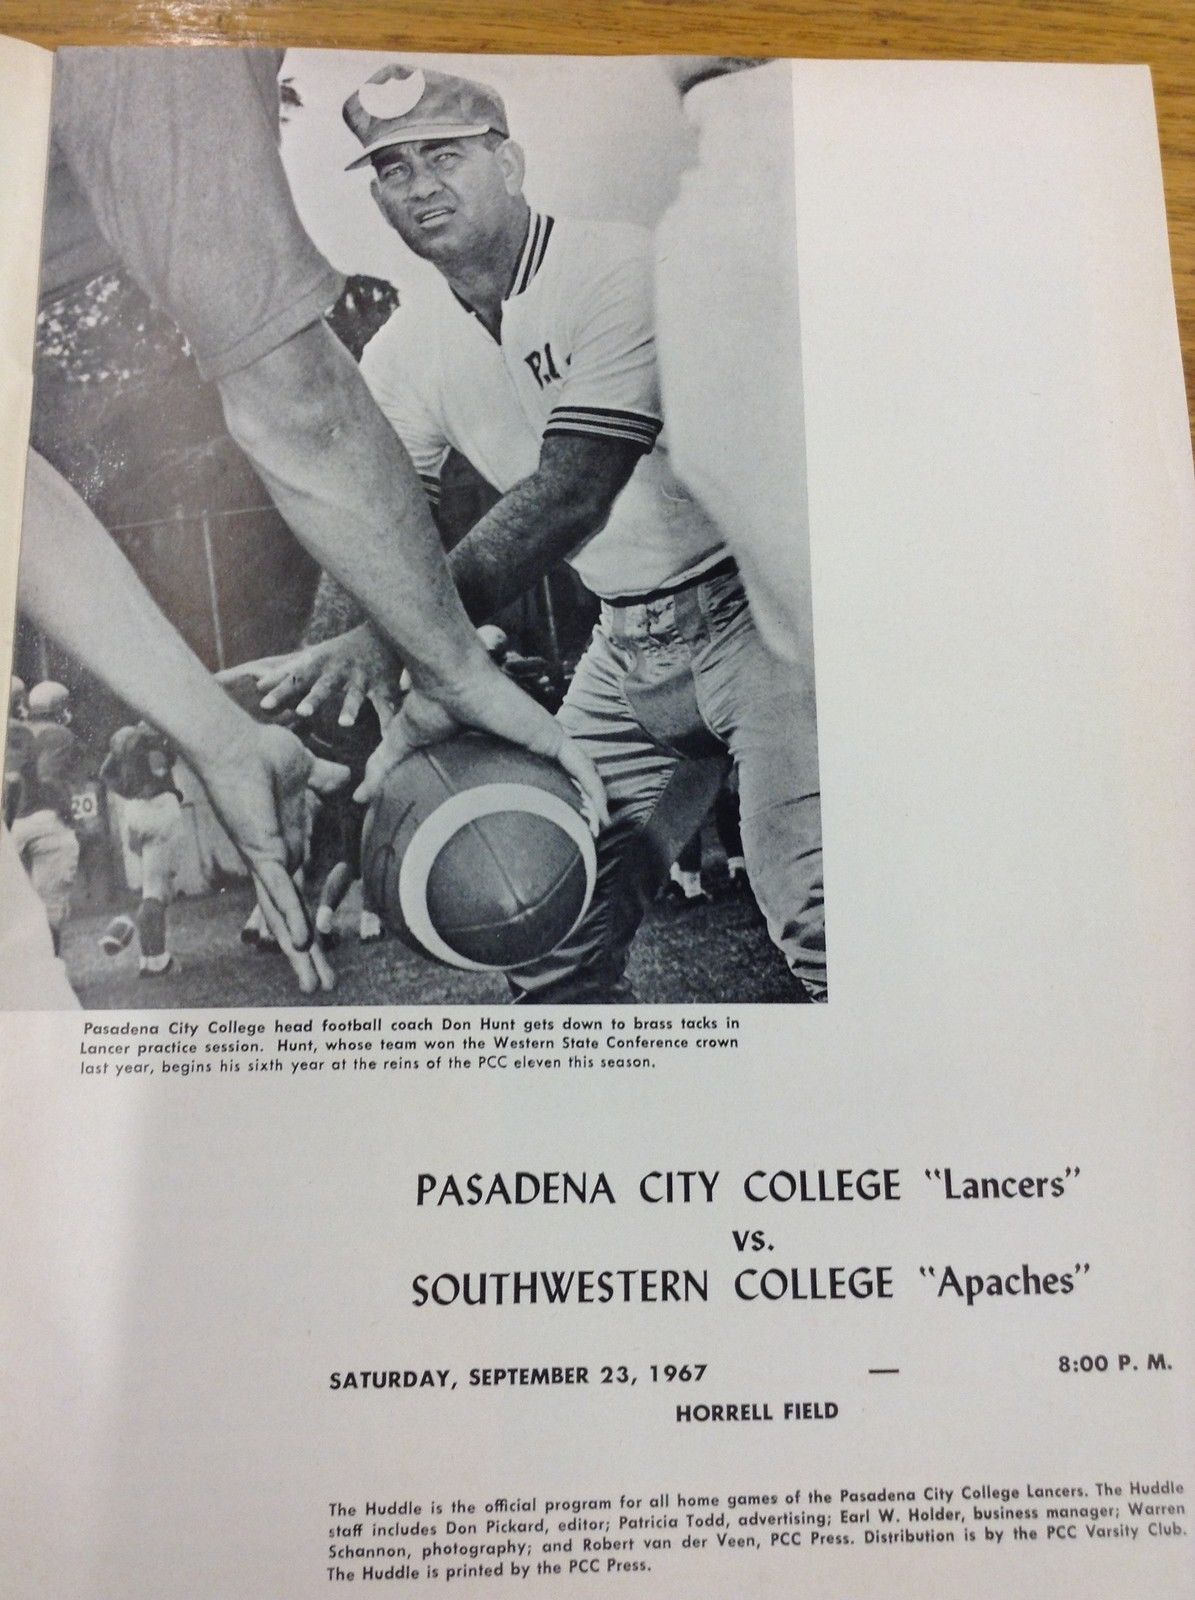 P.
20
Pasadena City College head football coach Don Hunt gets down to brass tacks in
Lancer practice session. Hunt, whose team won the Western State Conference crown
last year, begins his sixth year at the reins of the PCC eleven this season.
PASADENA CITY COLLEGE "Lancers"
vs.
SOUTHWESTERN COLLEGE "Apaches"
SATURDAY, SEPTEMBER 23, 1967 — 8:00 P. M.
HORRELL FIELD
The Huddle is the official program for all home games of the Pasadena City College Lancers. The Huddle
staff includes Don Pickard, editor; Patricia Todd, advertising; Earl W. Holder, business manager; Warren
Schannon, photography; and Robert van der Veen, PCC Press. Distribution is by the PCC Varsity Club.
The Huddle is printed by the PCC Press.